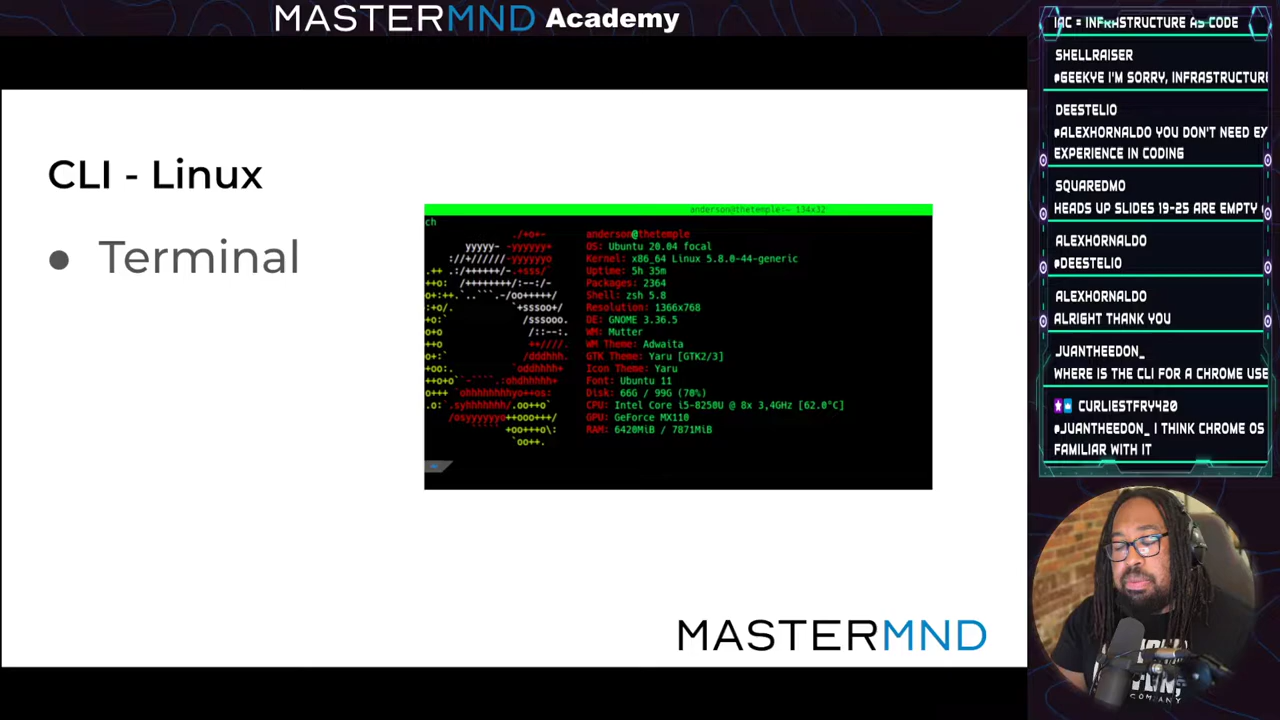 MASTERMND Academy
CLI - Linux
● Terminal
anderson@thetemple:~ 134x32
ch
anderson@thetemple
OS: Ubuntu 20.04 focal
Kernel: x86_64 Linux 5.8.0-44-generic
Uptime: 5h 35m
Packages: 2364
Shell: zsh 5.8
Resolution: 1366x768
DE: GNOME 3.36.5
WM: Mutter
WM Theme: Adwaita
GTK Theme: Yaru [GTK2/3]
Icon Theme: Yaru
Font: Ubuntu 11
Disk: 66G / 99G (70%)
CPU: Intel Core i5-8250U @ 8x 3,4GHz [62.0°C]
GPU: GeForce MX110
RAM: 6420MiB / 7871MiB
MASTERMND
IAC = INFRASTRUCTURE AS CODE
SHELLRAISER
@GEEKYE I'M SORRY, INFRASTRUCTUR
DEESTELIO
@ALEXHORNALDO YOU DON'T NEED
EXPERIENCE IN CODING
SQUAREDMO
HEADS UP SLIDES 19-25 ARE EMPTY
ALEXHORNALDO
@DEESTELIO
ALEXHORNALDO
ALRIGHT THANK YOU
JUANTHEEDON_
WHERE IS THE CLI FOR A CHROME USE
CURLIESTFRY420
@JUANTHEEDON_ I THINK CHROME OS
FAMILIAR WITH IT
COMPANY